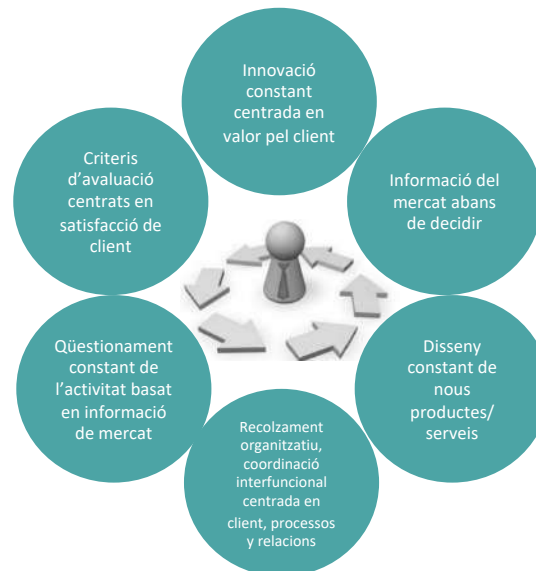 Innovació
constant
centrada en
valor pel client
Informació del
mercat abans
de decidir
Disseny
constant de
nous
productes/
serveis
Recolzament
organitzatiu,
coordinació
interfuncional
centrada en
client, processos
y relacions
Qüestionament
constant de
l’activitat basat
en informació
de mercat
Criteris
d’avaluació
centrats en
satisfacció de
client